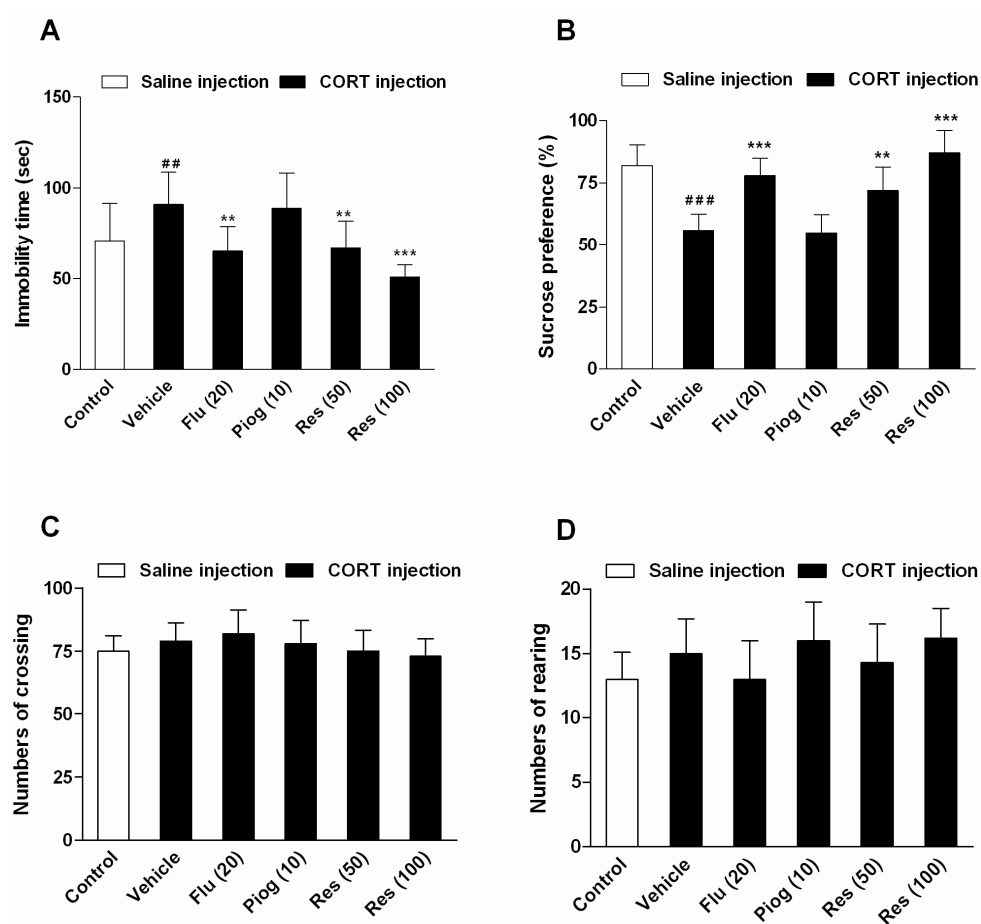 A
Saline injection CORT injection
Immobility time (sec)
150
100
50
0
##
**
**
***
Control Vehicle Flu (20) Piog (10) Res (50) Res (100)
B
Saline injection CORT injection
Sucrose preference (%)
100
75
50
25
0
###
***
**
***
Control Vehicle Flu (20) Piog (10) Res (50) Res (100)
C
Saline injection CORT injection
Numbers of crossing
100
75
50
25
0
Control Vehicle Flu (20) Piog (10) Res (50) Res (100)
D
Saline injection CORT injection
Numbers of rearing
20
15
10
5
0
Control Vehicle Flu (20) Piog (10) Res (50) Res (100)